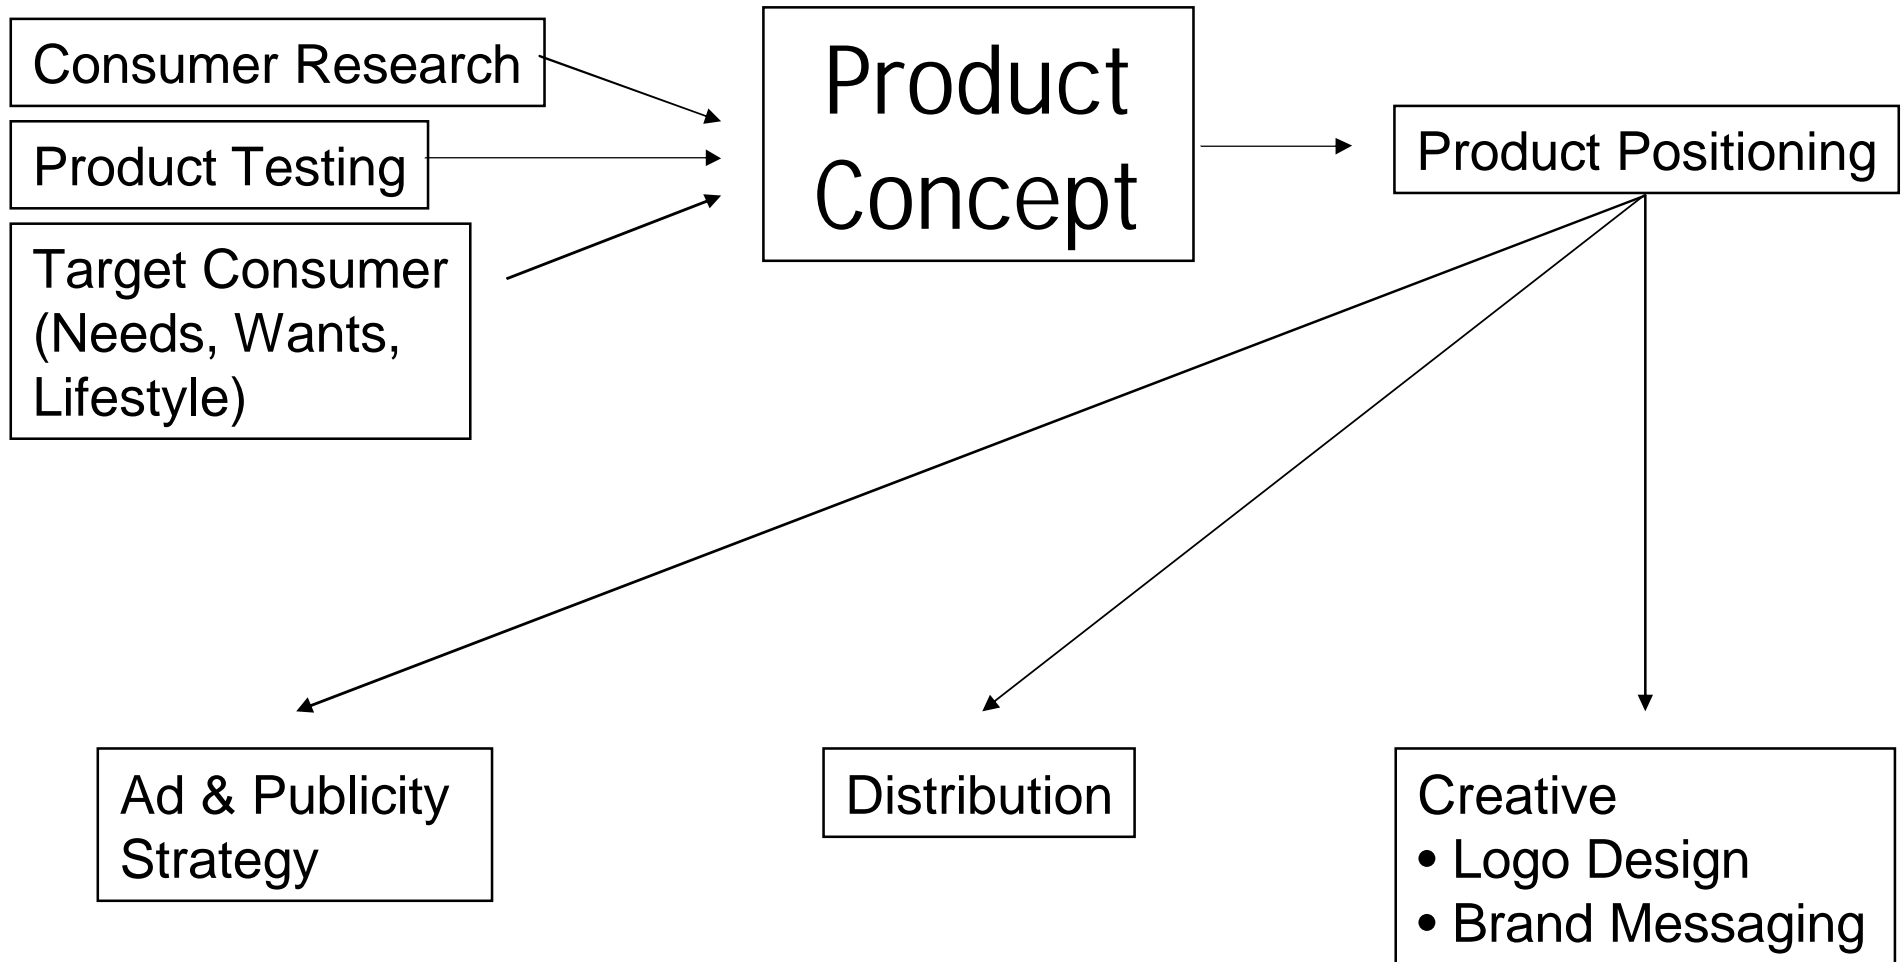 Consumer Research
Product Testing
Target Consumer
(Needs, Wants,
Lifestyle)
Product
Concept
Product Positioning
Ad & Publicity
Strategy
Distribution
Creative
• Logo Design
• Brand Messaging